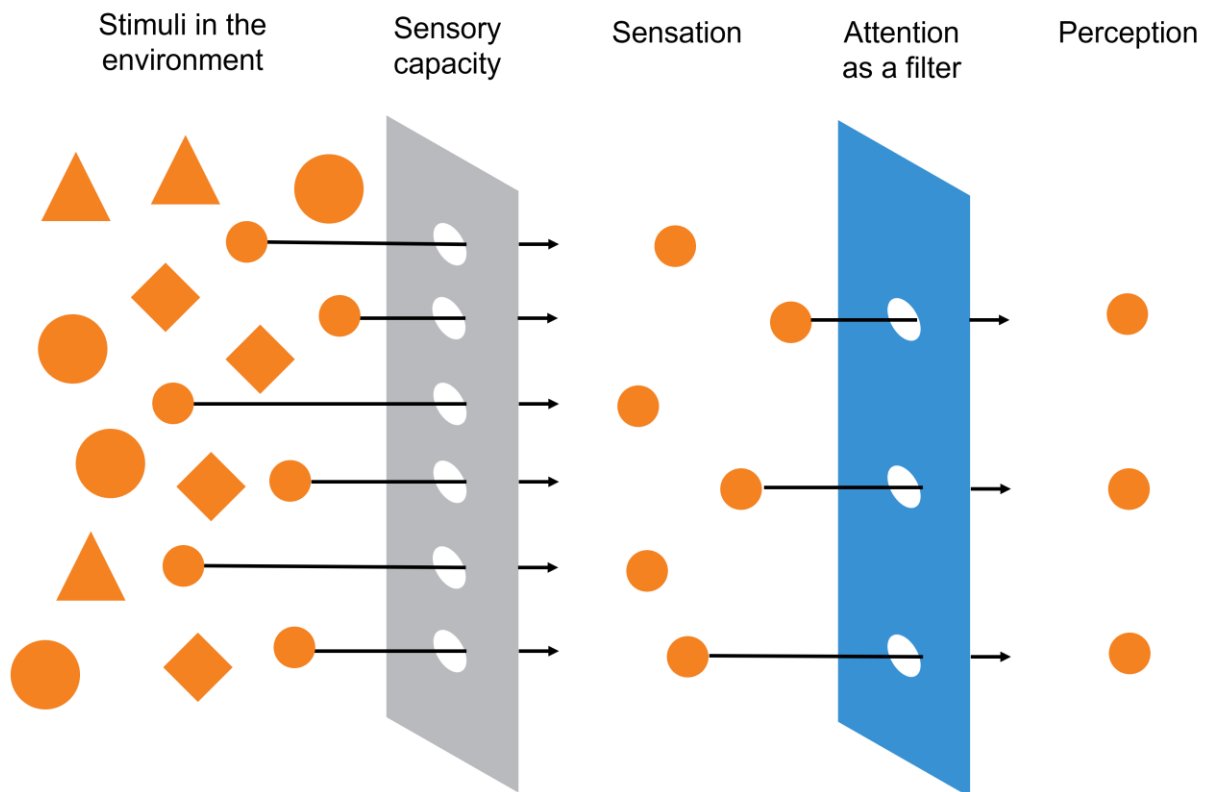 Stimuli in the
environment
Sensory
capacity
Sensation
Attention
as a filter
Perception